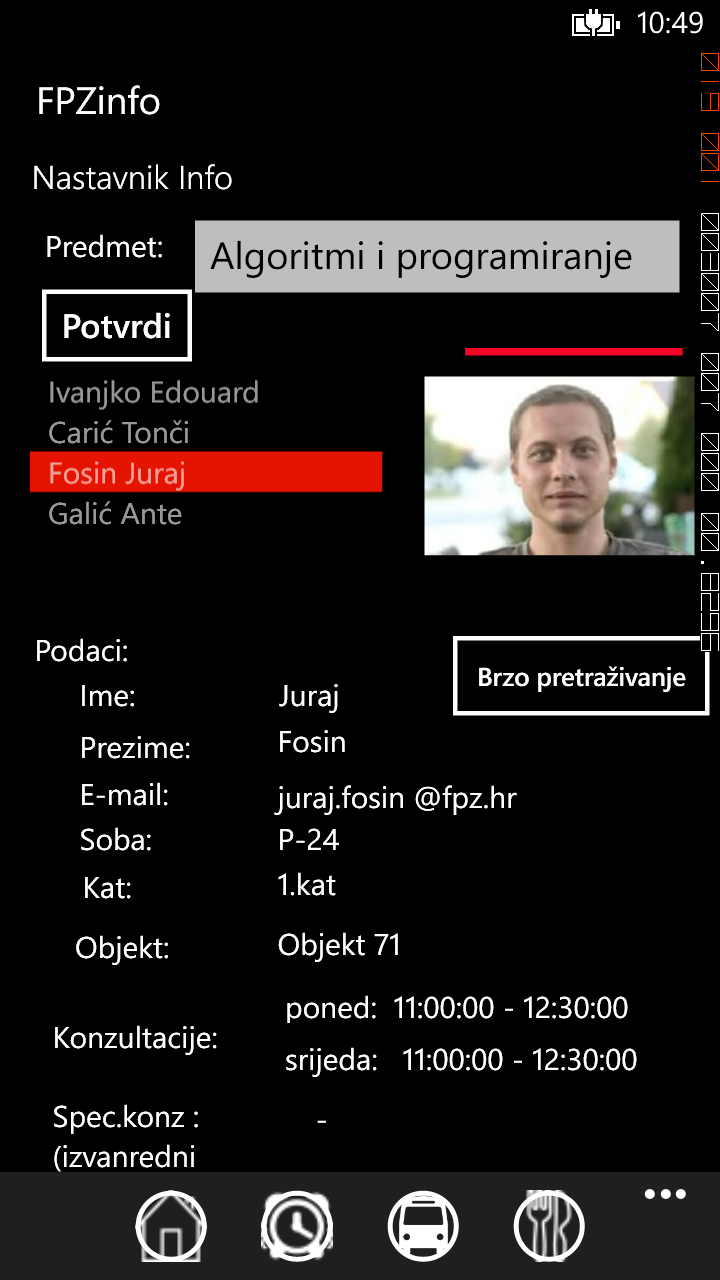 10:49
FPZinfo
Nastavnik Info
Predmet: Algoritmi i programiranje
Potvrdi
Ivanjko Edouard
Carić Tonči
Fosin Juraj
Galić Ante
Podaci:
Brzo pretraživanje
Ime: Juraj
Prezime: Fosin
E-mail: juraj.fosin @fpz.hr
Soba: P-24
Kat: 1.kat
Objekt: Objekt 71
Konzultacije: poned: 11:00:00 - 12:30:00
srijeda: 11:00:00 - 12:30:00
Spec.konz : -
(izvanredni